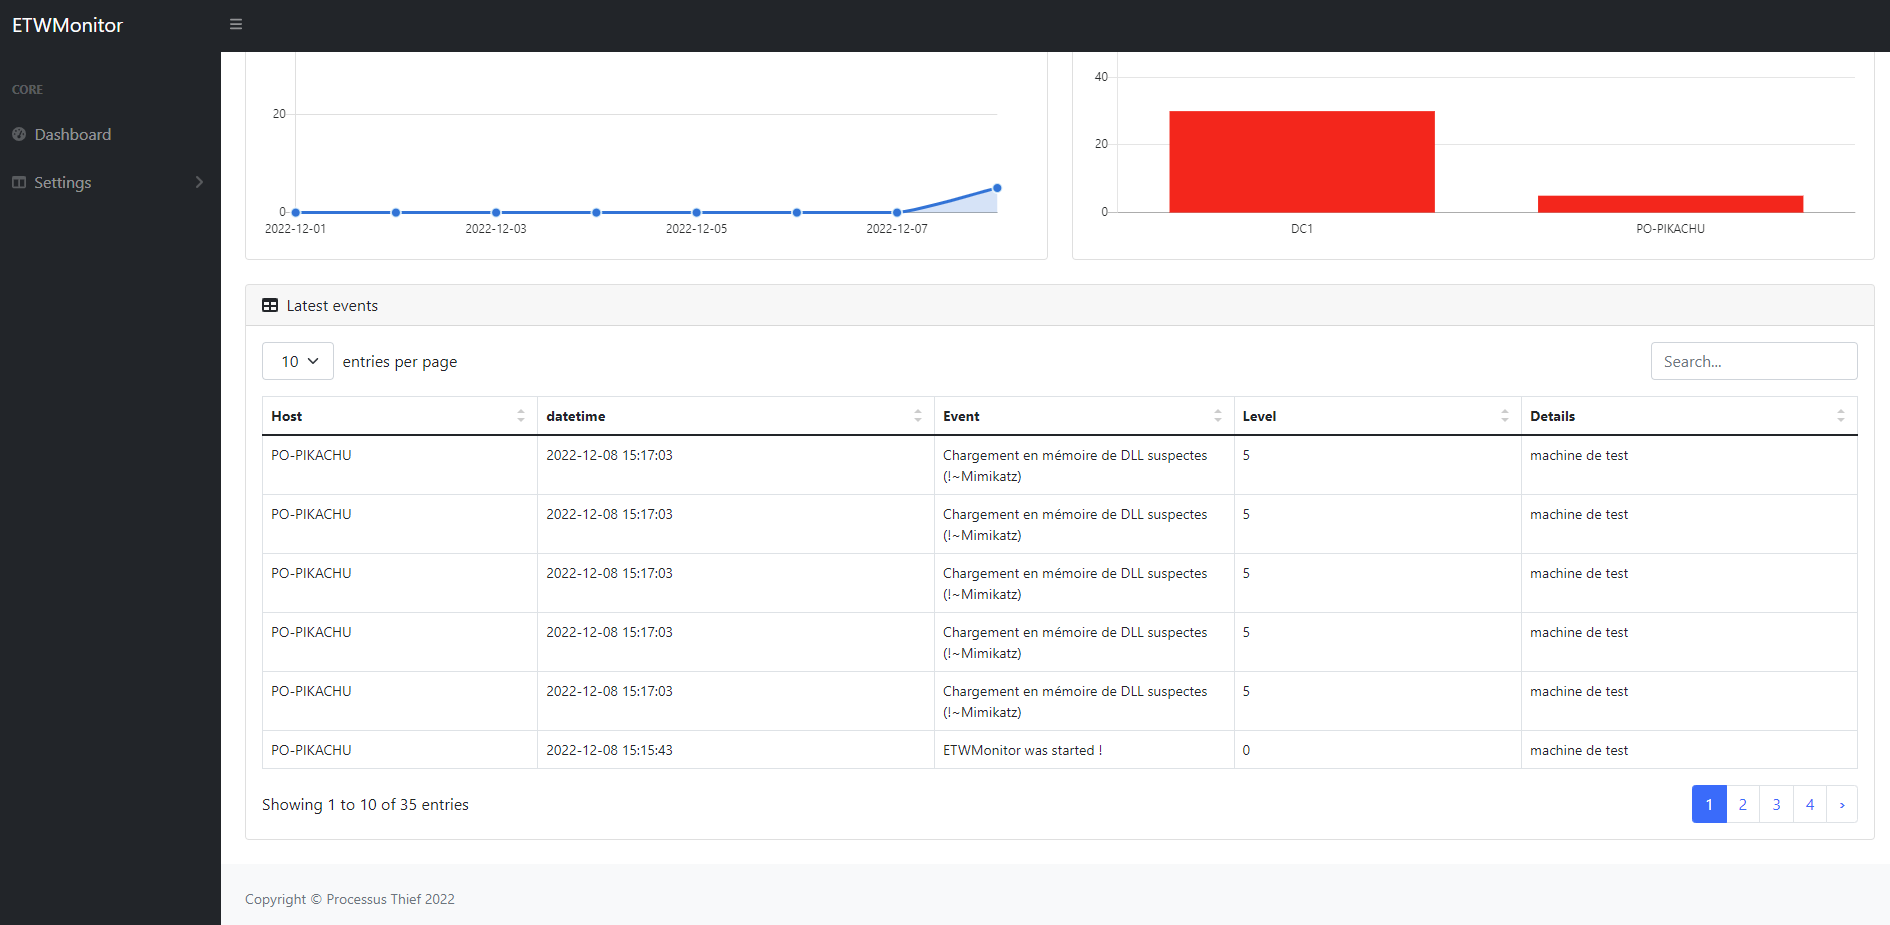 ETWMonitor
CORE
Dashboard
Settings
20
0
2022-12-01 2022-12-03 2022-12-05 2022-12-07
40
20
0
DC1 PO-PIKACHU
Latest events
10 entries per page Search...
Host datetime Event Level Details
PO-PIKACHU 2022-12-08 15:17:03 Chargement en mémoire de DLL suspectes 5 machine de test
(!~Mimikatz)
PO-PIKACHU 2022-12-08 15:17:03 Chargement en mémoire de DLL suspectes 5 machine de test
(!~Mimikatz)
PO-PIKACHU 2022-12-08 15:17:03 Chargement en mémoire de DLL suspectes 5 machine de test
(!~Mimikatz)
PO-PIKACHU 2022-12-08 15:17:03 Chargement en mémoire de DLL suspectes 5 machine de test
(!~Mimikatz)
PO-PIKACHU 2022-12-08 15:17:03 Chargement en mémoire de DLL suspectes 5 machine de test
(!~Mimikatz)
PO-PIKACHU 2022-12-08 15:15:43 ETWMonitor was started ! 0 machine de test
Showing 1 to 10 of 35 entries 1 2 3 4 ›
Copyright © Processus Thief 2022